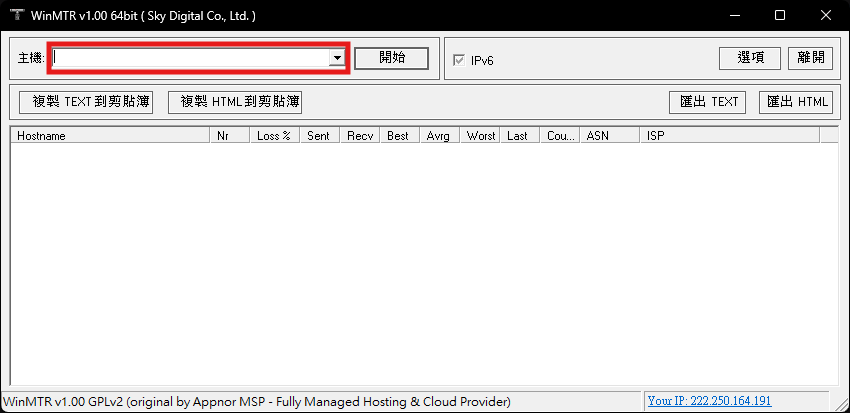 WinMTR v1.00 64bit ( Sky Digital Co., Ltd. )
主機: 開始 IPv6 選項 離開
複製 TEXT 到剪貼簿 複製 HTML 到剪貼簿 匯出 TEXT 匯出 HTML
Hostname Nr Loss % Sent Recv Best Avrg Worst Last Cou... ASN ISP
WinMTR v1.00 GPLv2 (original by Appnor MSP - Fully Managed Hosting & Cloud Provider) Your IP: 222.250.164.191